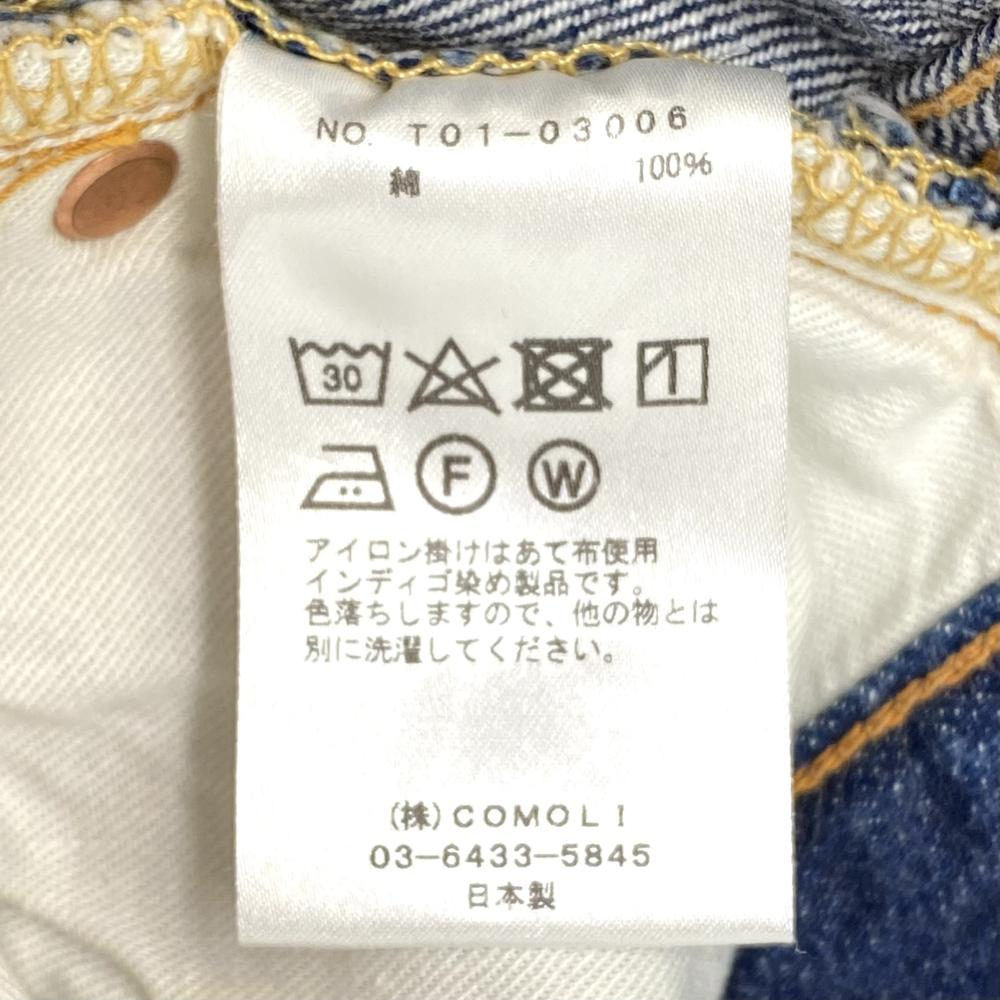 NO. T01-03006
綿 100%
30
F W
アイロン掛けはあて布使用
インディゴ染め製品です。
色落ちしますので、他の物とは
別に洗濯してください。
(株)COMOLI
03-6433-5845
日本製